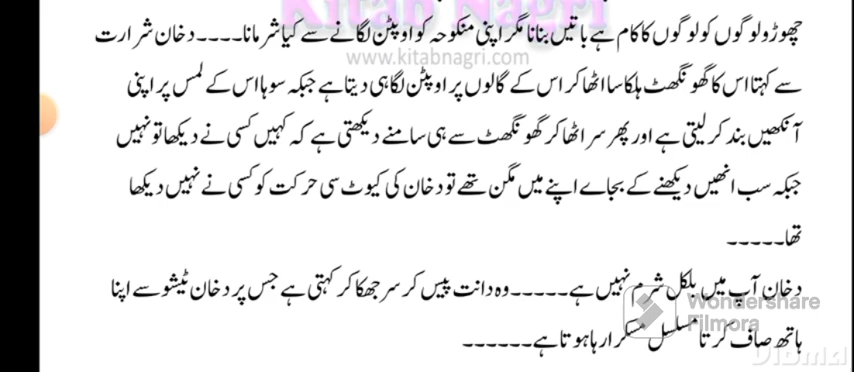 Kitab Nagri
چھوڑو لوگوں کو لوگوں کا کام ہے باتیں بنانا مگر اپنی منکوحہ کو اوپٹن لگانے سے کیا شرمانا۔۔۔۔ دخان شرارت
www.kitabnagri.com
سے کہتا اس کا گھونگھٹ ہلکا سا اٹھا کر اس کے گالوں پر اوپٹن لگا ہی دیتا ہے جبکہ سوہا اس کے لمس پر اپنی
آنکھیں بند کر لیتی ہے اور پھر سر اٹھا کر گھونگھٹ سے ہی سامنے دیکھتی ہے کہ کہیں کسی نے دیکھا تو نہیں
جبکہ سب انھیں دیکھنے کے بجائے اپنے میں مگن تھے تو دخان کی کیوٹ سی حرکت کو کسی نے نہیں دیکھا
تھا۔۔۔۔۔
دخان آپ میں بلکل شرم نہیں ہے۔۔۔۔۔ وہ دانت پیس کر سر جھکا کر کہتی ہے جس پر دخان ٹیشو سے اپنا
Wondershare
Filmora
ہاتھ صاف کرتا مسلسل مسکرا رہا ہوتا ہے۔۔۔۔۔۔